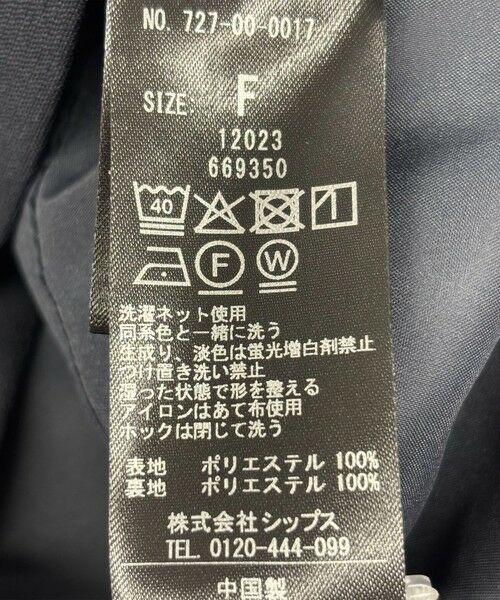 NO. 727-00-0017
SIZE F
12023
669350
40
F W
洗濯ネット使用
同系色と一緒に洗う
生成り、淡色は蛍光増白剤禁止
つけ置き洗い禁止
湿った状態で形を整える
アイロンはあて布使用
ホックは閉じて洗う
表地 ポリエステル 100%
裏地 ポリエステル 100%
株式会社シップス
TEL. 0120-444-099
中国製